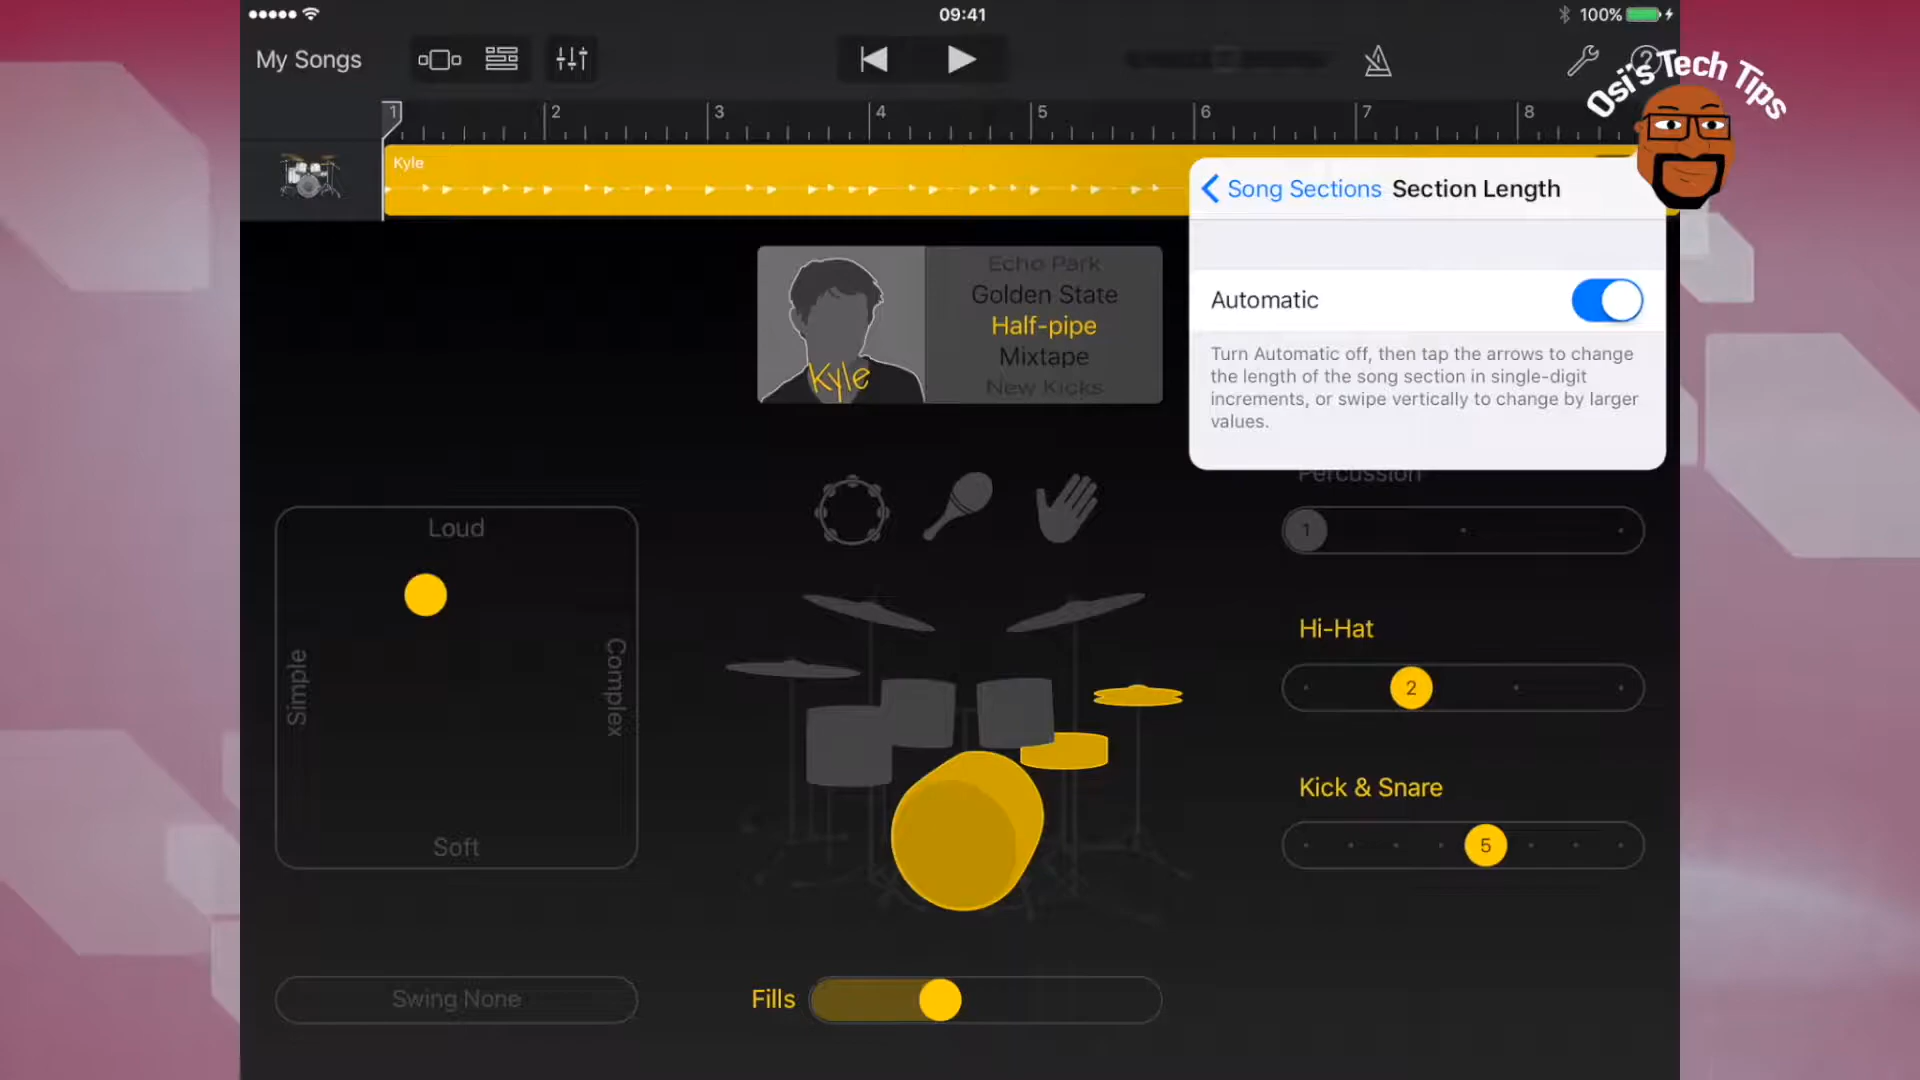 09:41
100%
My Songs
Osi's Tech Tips
1 2 3 4 5 6 7 8
Kyle
Song Sections Section Length
Automatic
Turn Automatic off, then tap the arrows to change
the length of the song section in single-digit
increments, or swipe vertically to change by larger
values.
Echo Park
Golden State
Half-pipe
Mixtape
New Kicks
Kyle
Percussion
1
Loud
Simple
Complex
Soft
Hi-Hat
2
Kick & Snare
5
Swing None
Fills